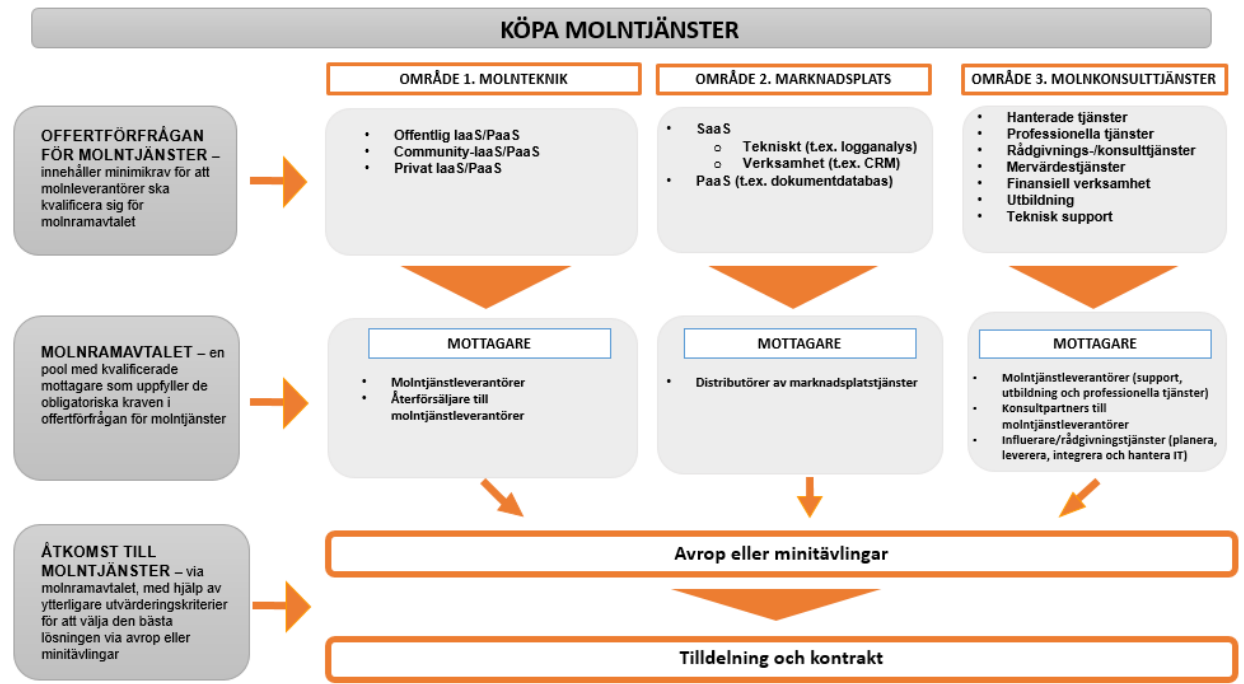 KÖPA MOLNTJÄNSTER
OMRÅDE 1. MOLNTEKNIK
OMRÅDE 2. MARKNADSPLATS
OMRÅDE 3. MOLNKONSULTTJÄNSTER
OFFERTFÖRFRÅGAN
FÖR MOLNTJÄNSTER –
innehåller minimikrav för att
molnleverantörer ska
kvalificera sig för
molnramavtalet
• Offentlig IaaS/PaaS
• Community-IaaS/PaaS
• Privat IaaS/PaaS
• SaaS
o Tekniskt (t.ex. logganalys)
o Verksamhet (t.ex. CRM)
• PaaS (t.ex. dokumentdatabas)
• Hanterade tjänster
• Professionella tjänster
• Rådgivnings-/konsulttjänster
• Mervärdestjänster
• Finansiell verksamhet
• Utbildning
• Teknisk support
MOLNRAMAVTALET – en
pool med kvalificerade
mottagare som uppfyller de
obligatoriska kraven i
offertförfrågan för molntjänster
MOTTAGARE
• Molntjänstleverantörer
• Återförsäljare till
molntjänstleverantörer
MOTTAGARE
• Distributörer av marknadsplatstjänster
MOTTAGARE
• Molntjänstleverantörer (support,
utbildning och professionella tjänster)
• Konsultpartners till
molntjänstleverantörer
• Influerare/rådgivningstjänster (planera,
leverera, integrera och hantera IT)
ÅTKOMST TILL
MOLNTJÄNSTER – via
molnramavtalet, med hjälp av
ytterligare utvärderingskriterier
för att välja den bästa
lösningen via avrop eller
minitävlingar
Avrop eller minitävlingar
Tilldelning och kontrakt